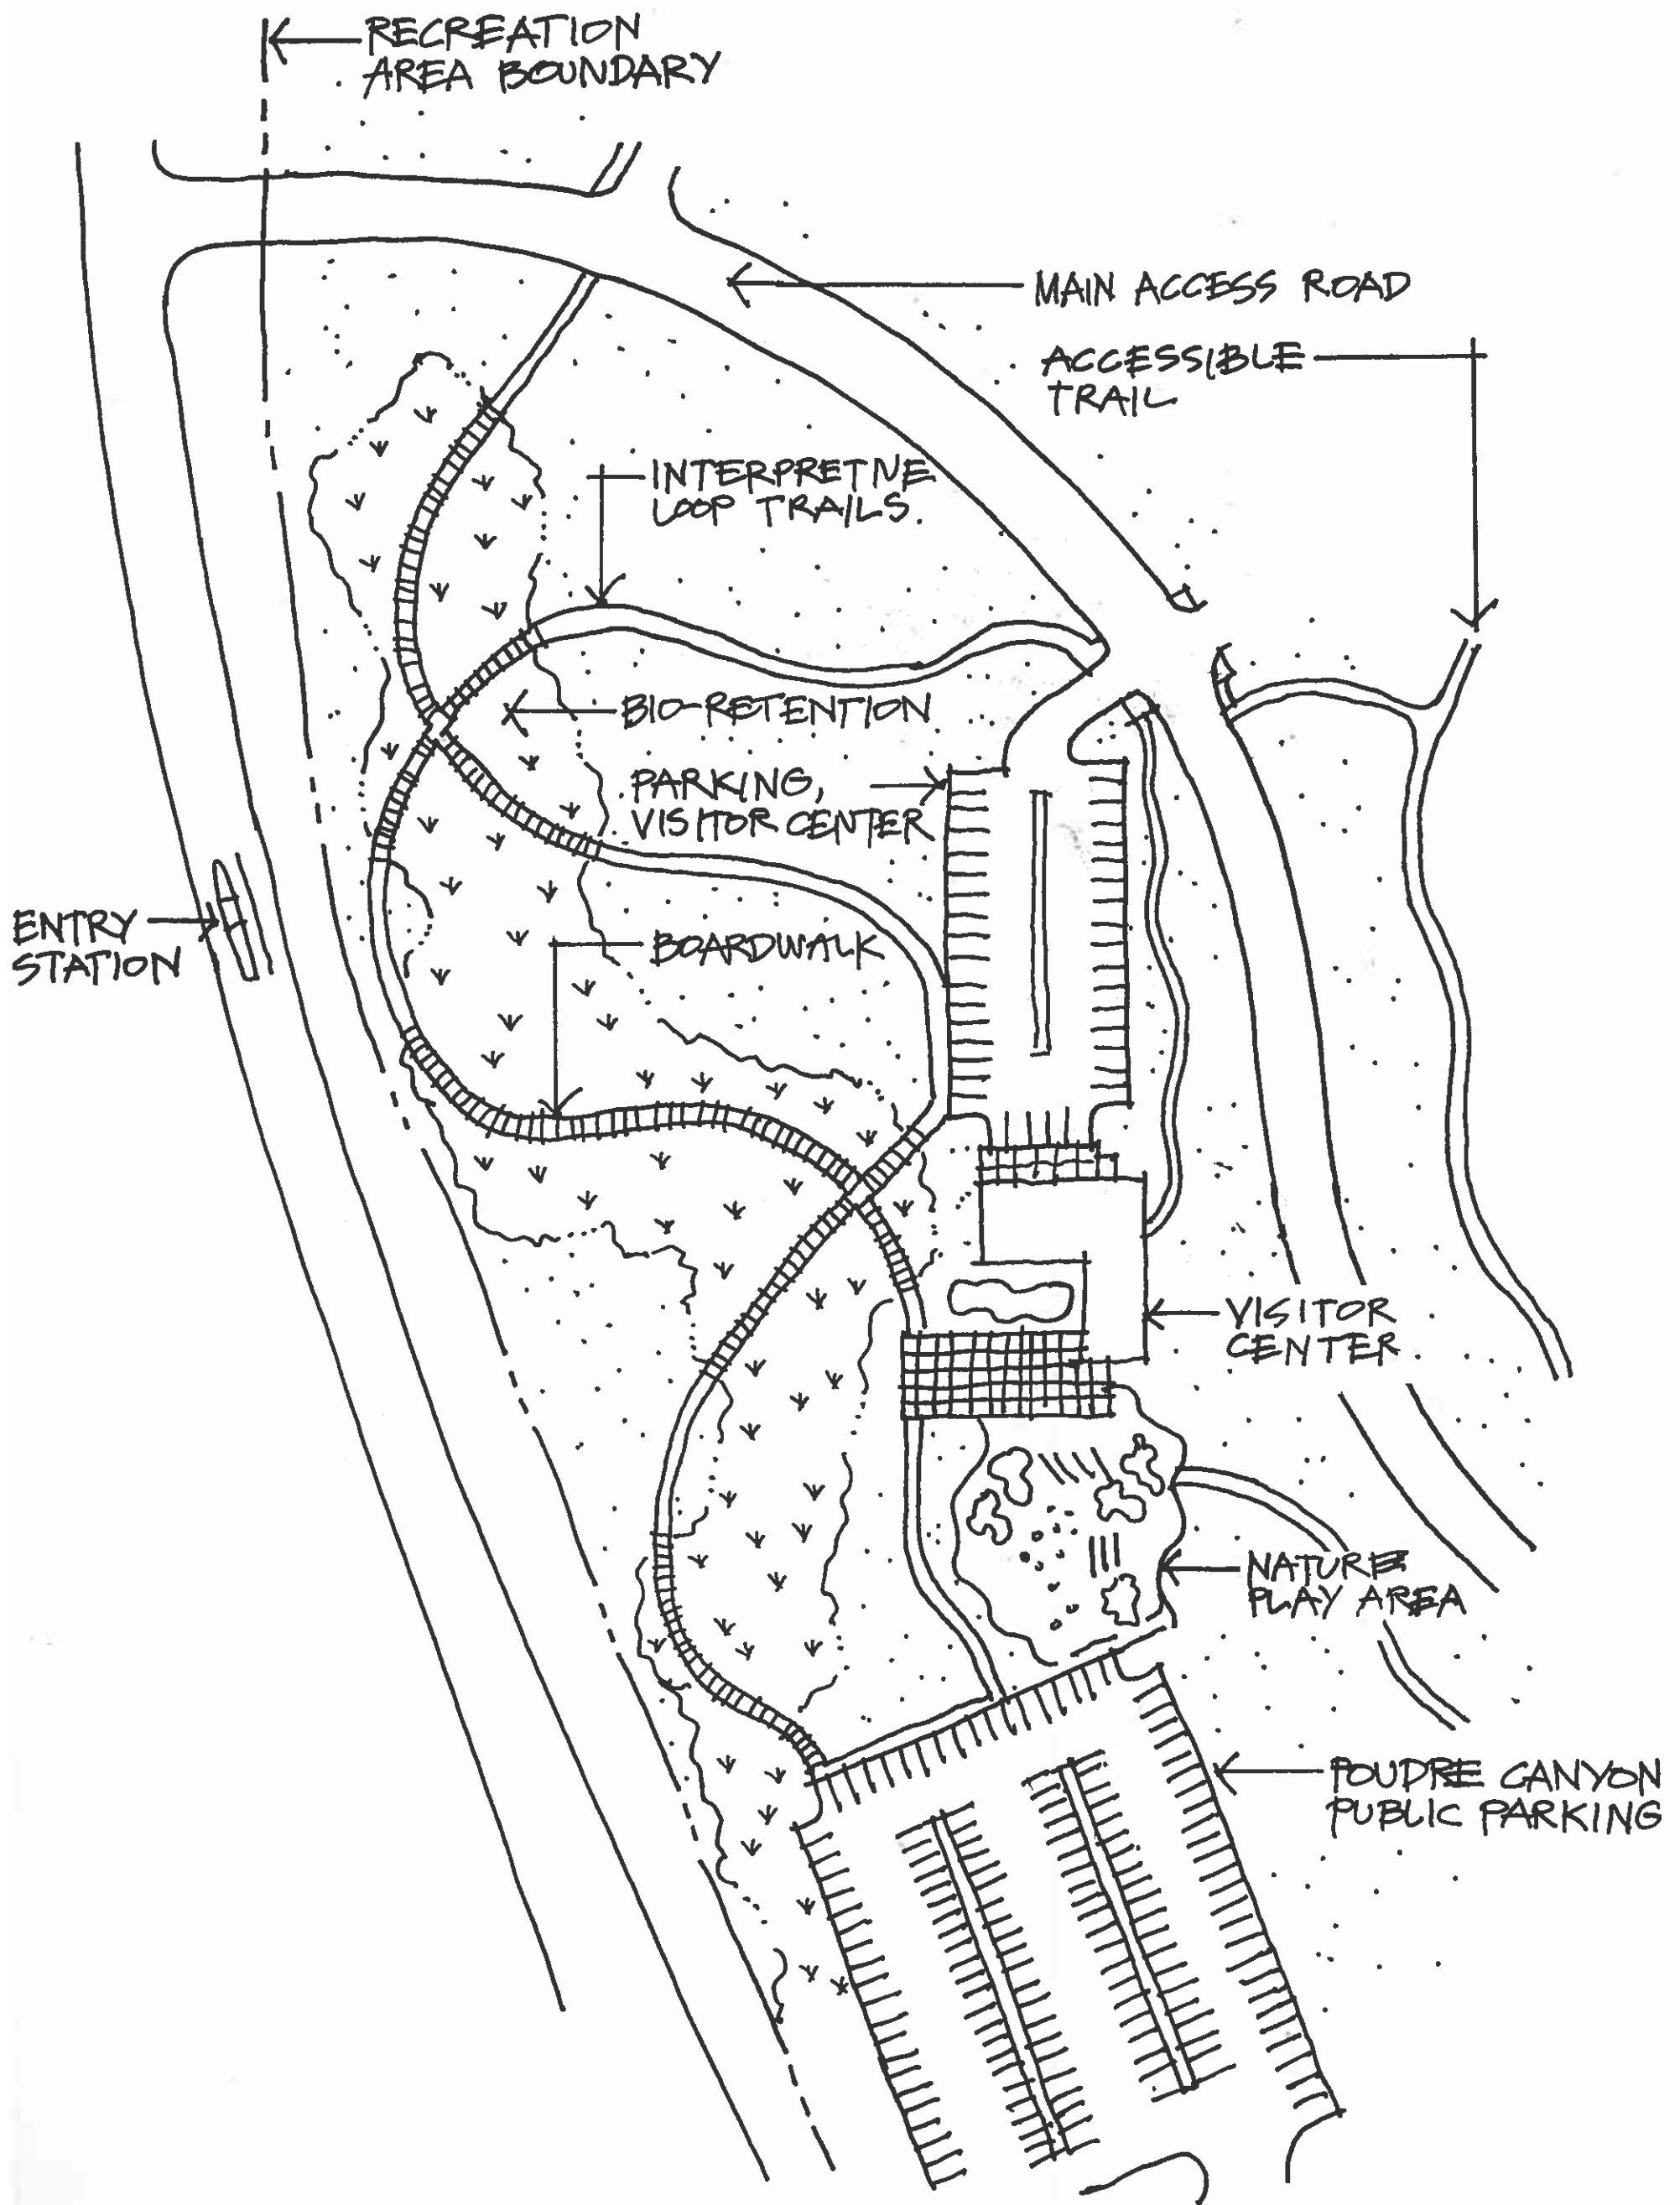 RECREATION
AREA BOUNDARY
MAIN ACCESS ROAD
ACCESSIBLE
TRAIL
INTERPRETIVE
LOOP TRAILS
BIO-RETENTION
PARKING,
VISITOR CENTER
ENTRY
STATION
BOARDWALK
VISITOR
CENTER
NATURE
PLAY AREA
POUDRE CANYON
PUBLIC PARKING